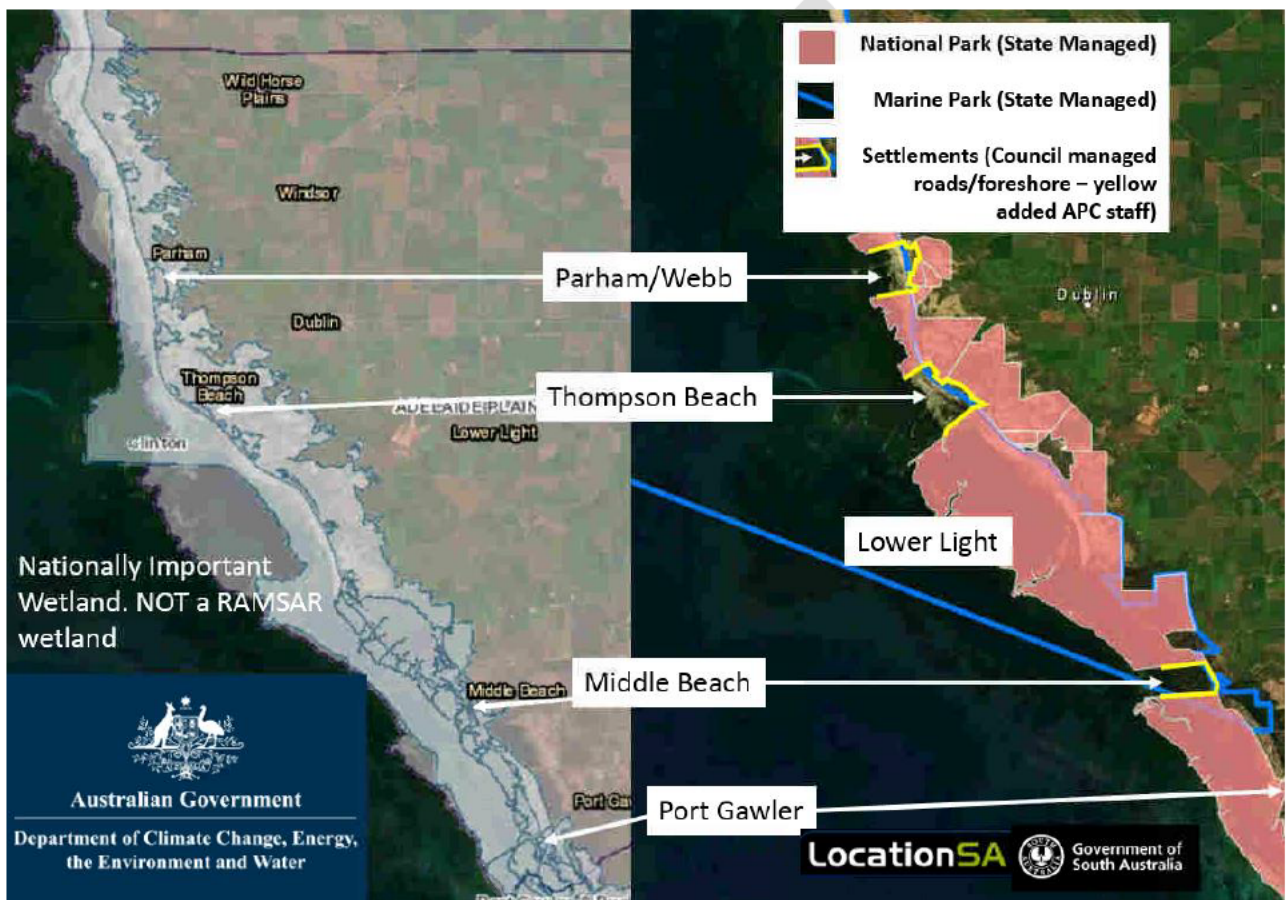 Wild Horse
Plains
Windsor
Parham
Dublin
Thompson
Beach
ADELAIDE PLAIN
Lower Light
Clinton
Nationally Important
Wetland. NOT a RAMSAR
wetland
Middle Beach
Australian Government
Department of Climate Change, Energy,
the Environment and Water
Parham/Webb
Thompson Beach
Lower Light
Middle Beach
Port Gawler
National Park (State Managed)
Marine Park (State Managed)
Settlements (Council managed
roads/foreshore – yellow
added APC staff)
Dublin
LocationSA
Government of
South Australia